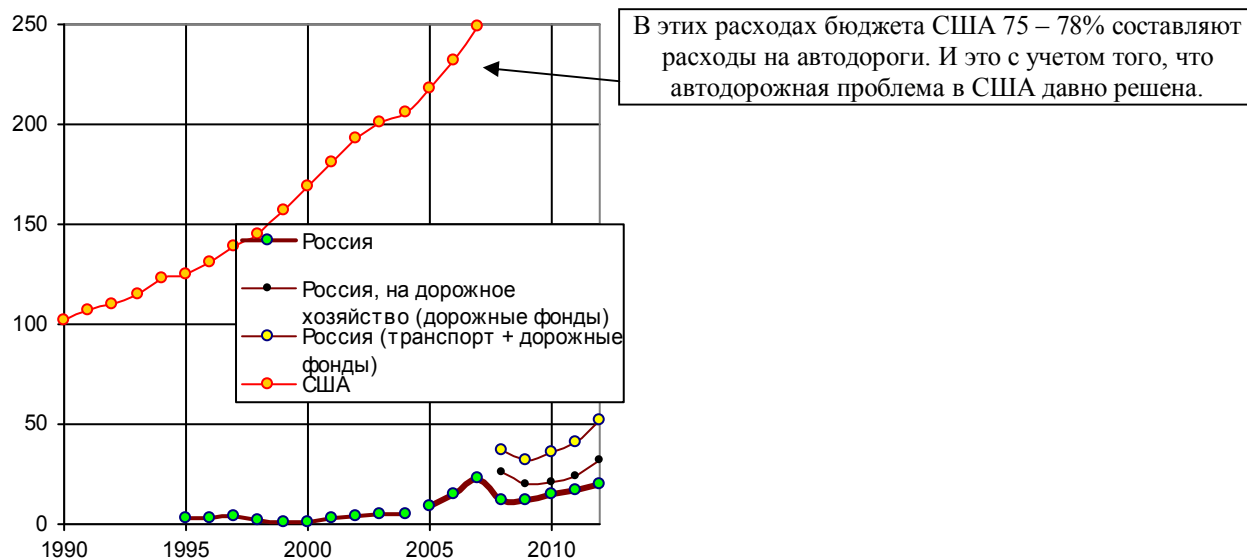 В этих расходах бюджета США 75 – 78% составляют
расходы на автодороги. И это с учетом того, что
автодорожная проблема в США давно решена.
250
200
150
100
50
0
Россия
Россия, на дорожное
хозяйство (дорожные фонды)
Россия (транспорт + дорожные
фонды)
США
1990 1995 2000 2005 2010